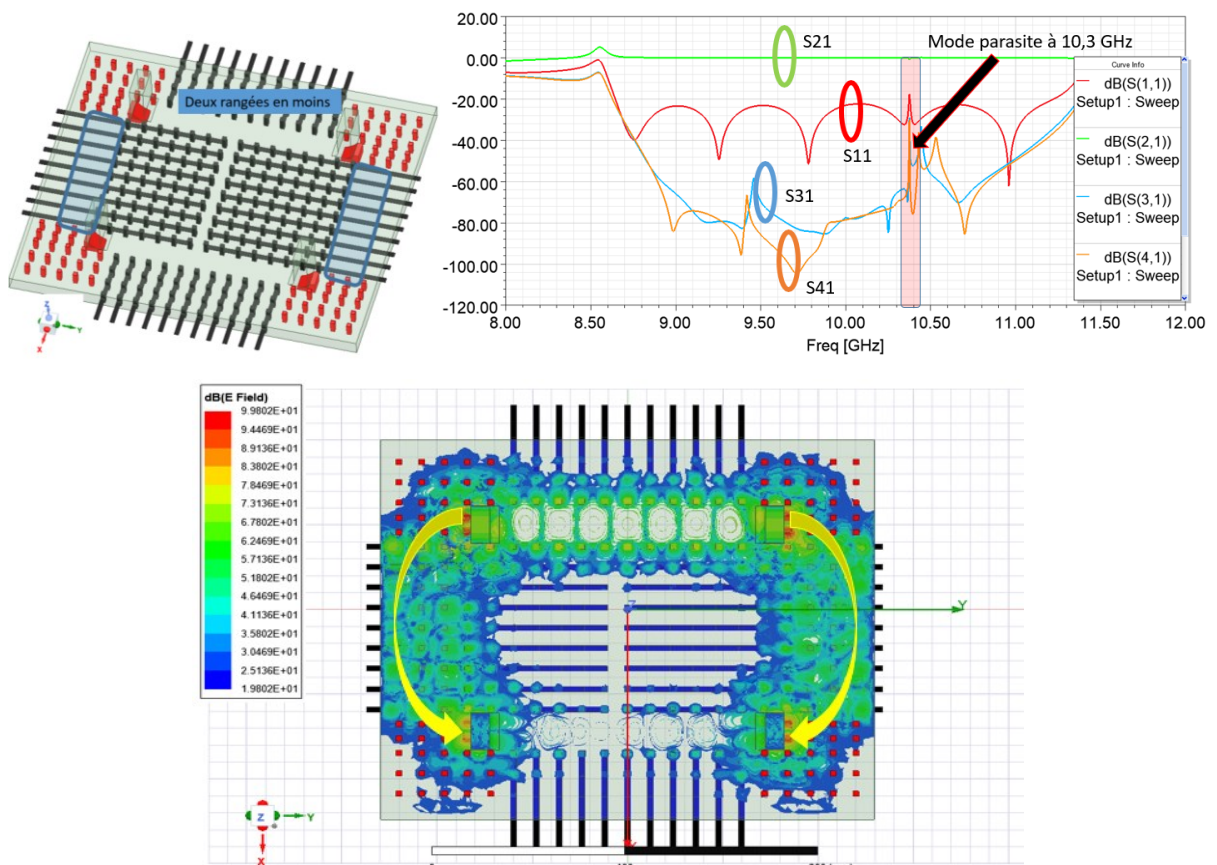 Deux rangées en moins
Z
Y
X
20.00
0.00
-20.00
-40.00
-60.00
-80.00
-100.00
-120.00
8.00
8.50
9.00
9.50
10.00
10.50
11.00
11.50
12.00
Freq [GHz]
S21
S11
S31
S41
Mode parasite à 10,3 GHz
Curve Info
dB(S(1,1))
Setup1 : Sweep
dB(S(2,1))
Setup1 : Sweep
dB(S(3,1))
Setup1 : Sweep
dB(S(4,1))
Setup1 : Sweep
dB(E Field)
9.9802E+01
9.4469E+01
8.9136E+01
8.3802E+01
7.8469E+01
7.3136E+01
6.7802E+01
6.2469E+01
5.7136E+01
5.1802E+01
4.6469E+01
4.1136E+01
3.5802E+01
3.0469E+01
2.5136E+01
1.9802E+01
Z
Y
Z
Y
X